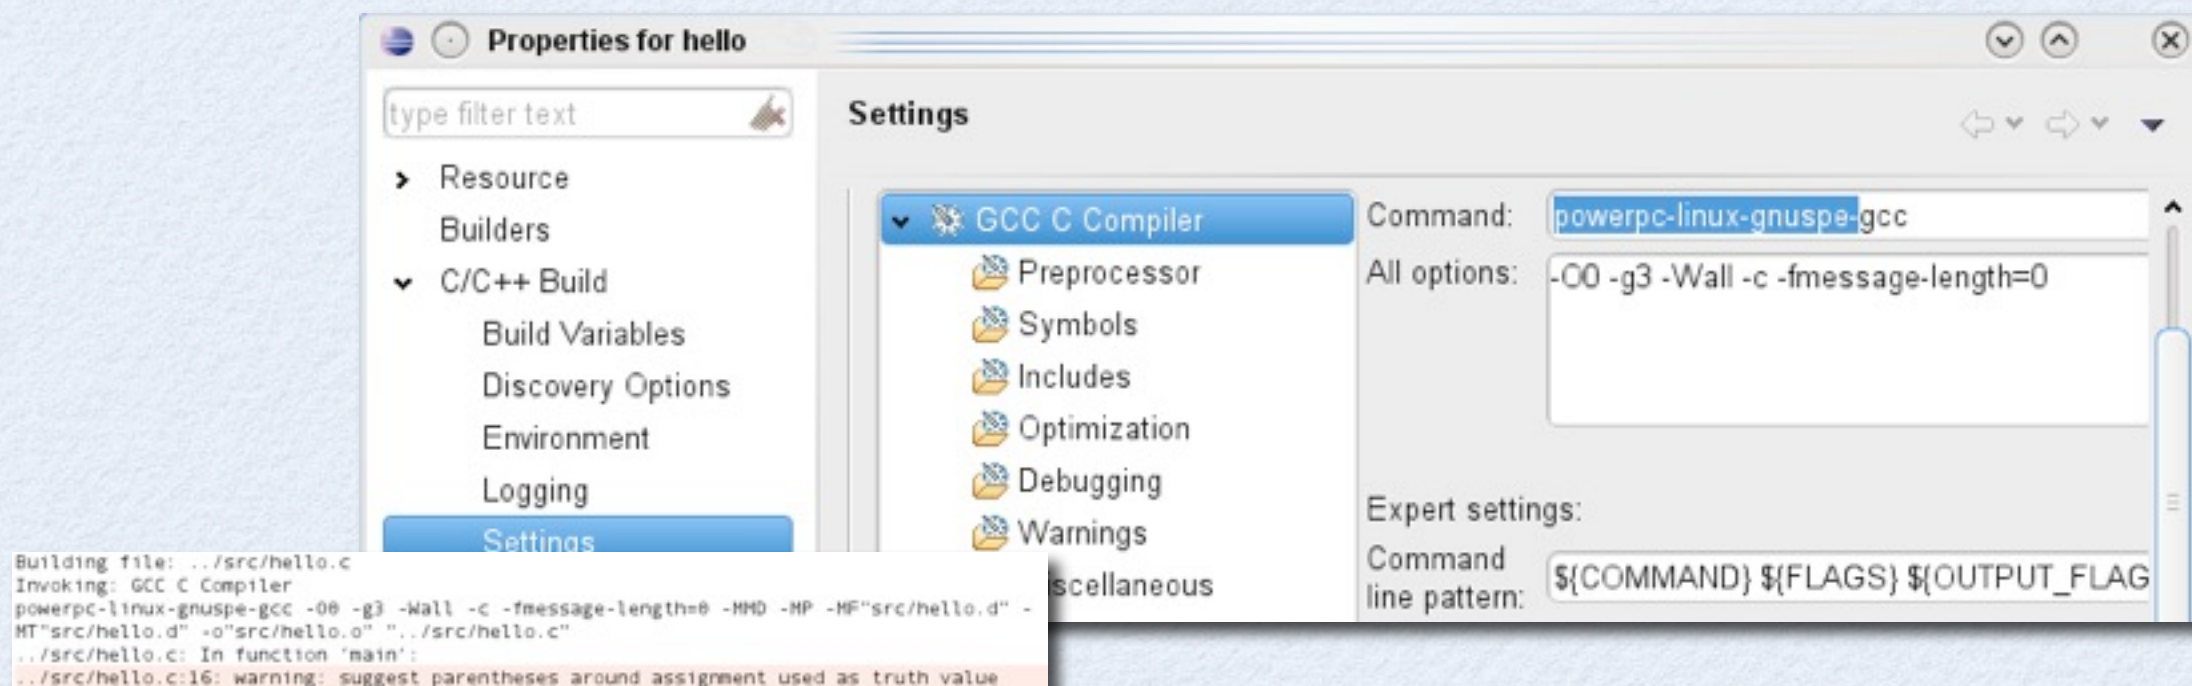 Properties for hello
type filter text
Resource
Builders
C/C++ Build
Build Variables
Discovery Options
Environment
Logging
Settings
Settings
GCC C Compiler
Preprocessor
Symbols
Includes
Optimization
Debugging
Warnings
iscellaneous
Command: powerpc-linux-gnuspe-gcc
All options: -O0 -g3 -Wall -c -fmessage-length=0
Expert settings:
Command
line pattern: ${COMMAND} ${FLAGS} ${OUTPUT_FLAG
Building file: ../src/hello.c
Invoking: GCC C Compiler
powerpc-linux-gnuspe-gcc -O0 -g3 -Wall -c -fmessage-length=0 -MMD -MP -MF"src/hello.d" -
MT"src/hello.d" -o"src/hello.o" "../src/hello.c"
../src/hello.c: In function 'main':
../src/hello.c:16: warning: suggest parentheses around assignment used as truth value